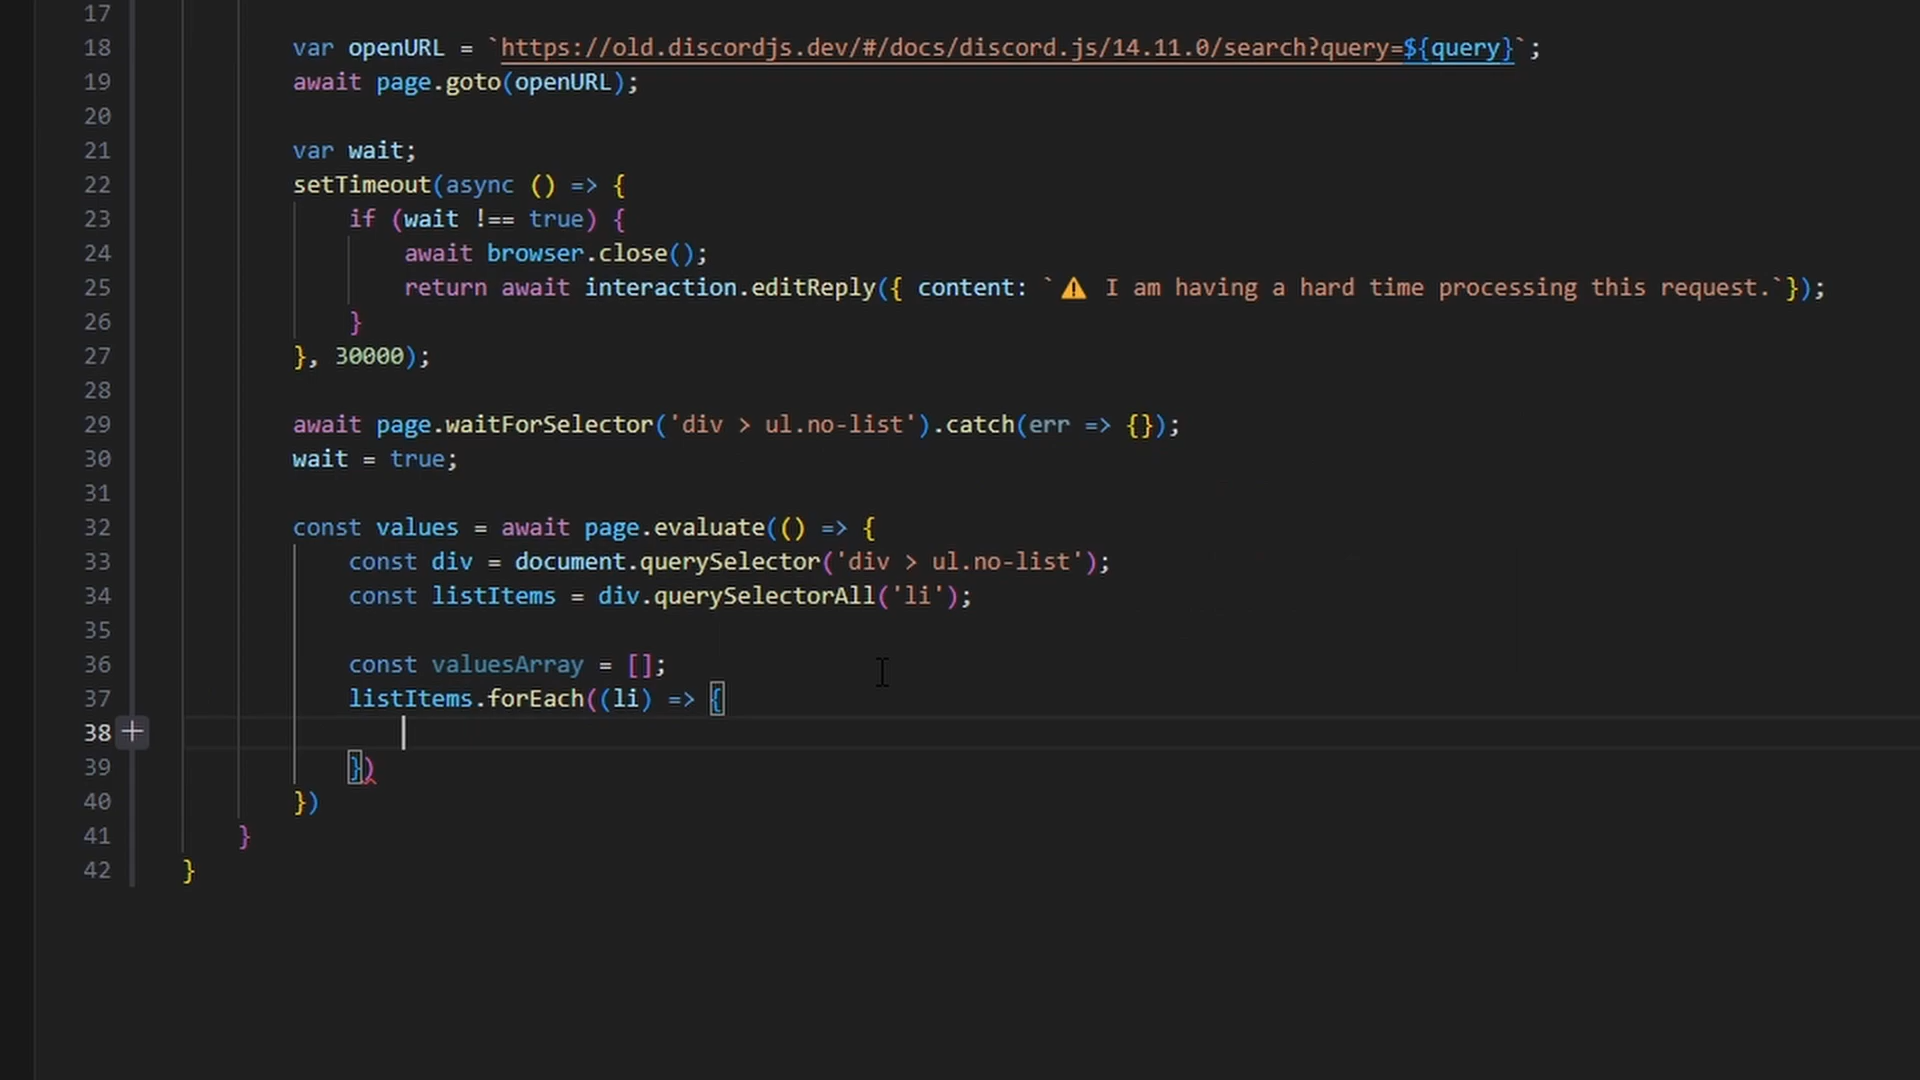 17
18 var openURL = `https://old.discordjs.dev/#/docs/discord.js/14.11.0/search?query=${query}`;
19 await page.goto(openURL);
20
21 var wait;
22 setTimeout(async () => {
23 if (wait !== true) {
24 await browser.close();
25 return await interaction.editReply({ content: `⚠️ I am having a hard time processing this request.`});
26 }
27 }, 30000);
28
29 await page.waitForSelector('div > ul.no-list').catch(err => {});
30 wait = true;
31
32 const values = await page.evaluate(() => {
33 const div = document.querySelector('div > ul.no-list');
34 const listItems = div.querySelectorAll('li');
35
36 const valuesArray = [];
37 listItems.forEach((li) => {
38
39 })
40 })
41 }
42 }